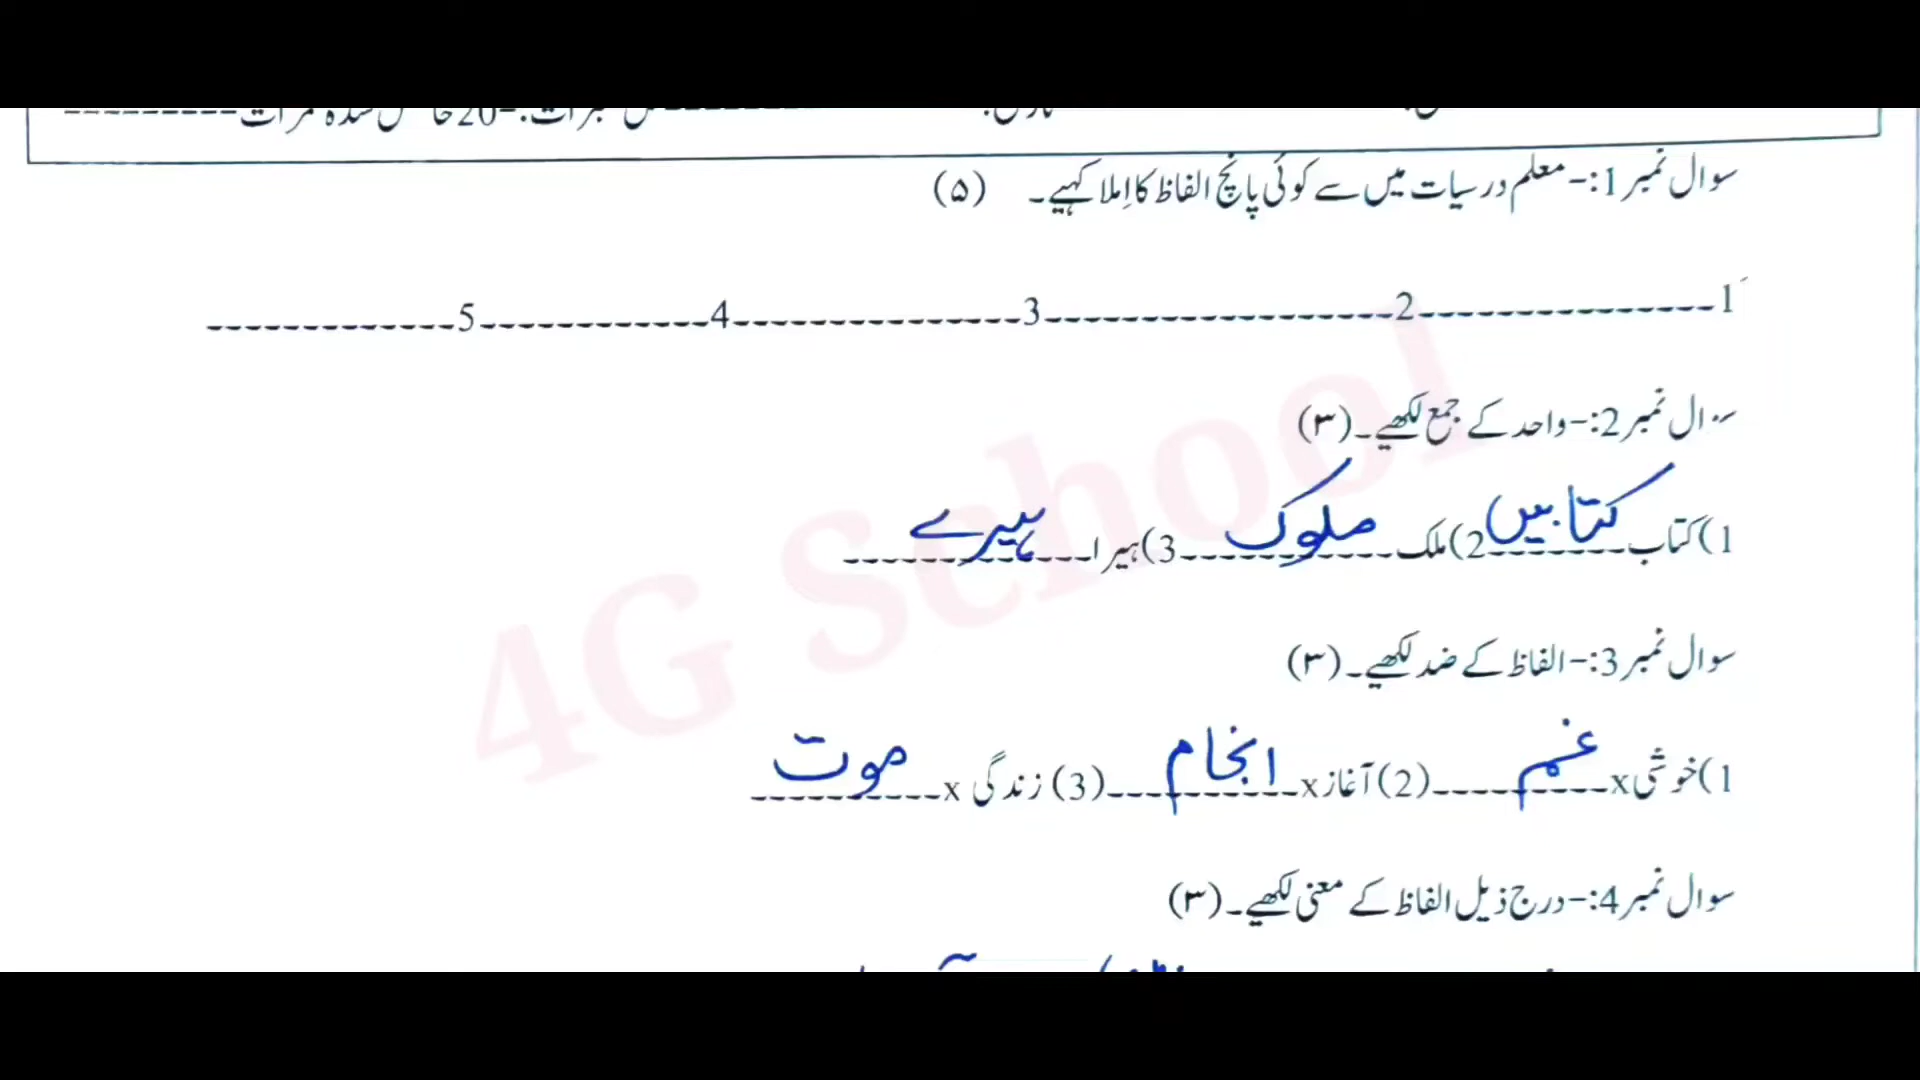 20
سوال نمبر 1:- معلم درسیات میں سے کوئی پانچ الفاظ کا اِملا کہیے۔ (۵)
1---------------2------------------3---------------4------------5-------------
سوال نمبر 2:- واحد کے جمع لکھیے۔ (۳)
1) کتاب کتابیں 2) ملک ملوک 3) ہیرا ہیرے
سوال نمبر 3:- الفاظ کے ضد لکھیے۔ (۳)
1) خوشی x غم (2) آغاز x انجام (3) زندگی x موت
سوال نمبر 4:- درج ذیل الفاظ کے معنی لکھیے۔ (۳)
4G School